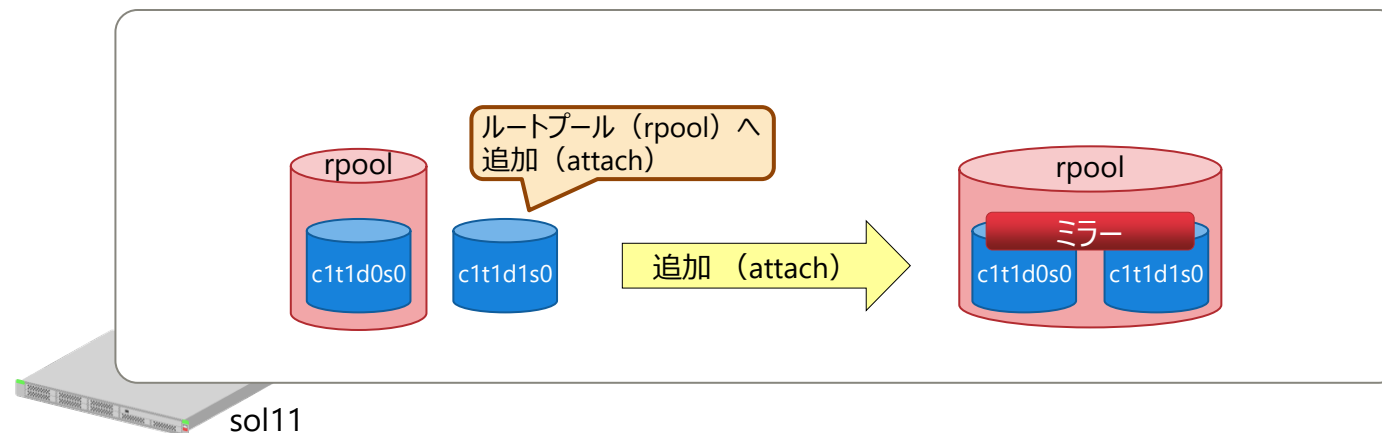 ルートプール（rpool）へ
追加（attach）
rpool
c1t1d0s0
c1t1d1s0
追加 （attach）
rpool
ミラー
c1t1d0s0
c1t1d1s0
sol11